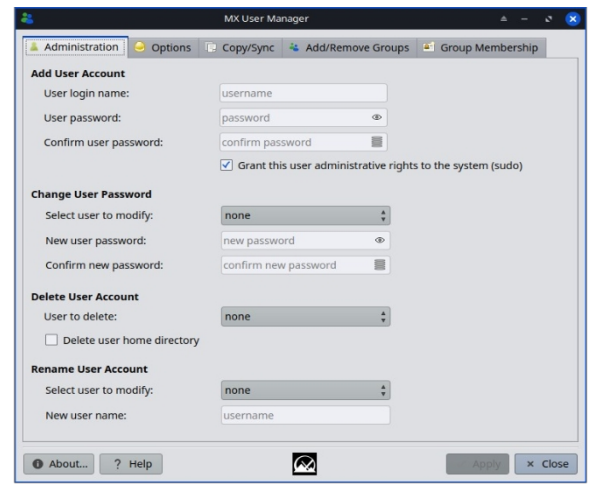 MX User Manager
Administration Options Copy/Sync Add/Remove Groups Group Membership
Add User Account
User login name: username
User password: password
Confirm user password: confirm password
Grant this user administrative rights to the system (sudo)
Change User Password
Select user to modify: none
New user password: new password
Confirm new password: confirm new password
Delete User Account
User to delete: none
Delete user home directory
Rename User Account
Select user to modify: none
New user name: username
About... ? Help Apply Close